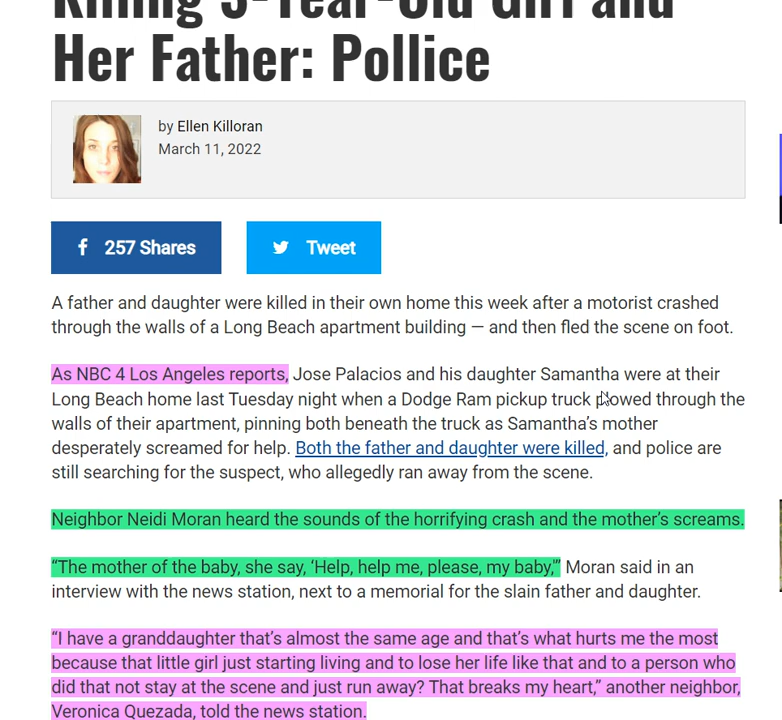 Killing 3-Year-Old Girl and
Her Father: Pollice
by Ellen Killoran
March 11, 2022
257 Shares
Tweet
A father and daughter were killed in their own home this week after a motorist crashed
through the walls of a Long Beach apartment building — and then fled the scene on foot.
As NBC 4 Los Angeles reports, Jose Palacios and his daughter Samantha were at their
Long Beach home last Tuesday night when a Dodge Ram pickup truck plowed through the
walls of their apartment, pinning both beneath the truck as Samantha’s mother
desperately screamed for help. Both the father and daughter were killed, and police are
still searching for the suspect, who allegedly ran away from the scene.
Neighbor Neidi Moran heard the sounds of the horrifying crash and the mother’s screams.
“The mother of the baby, she say, ‘Help, help me, please, my baby,’” Moran said in an
interview with the news station, next to a memorial for the slain father and daughter.
“I have a granddaughter that’s almost the same age and that’s what hurts me the most
because that little girl just starting living and to lose her life like that and to a person who
did that not stay at the scene and just run away? That breaks my heart,” another neighbor,
Veronica Quezada, told the news station.